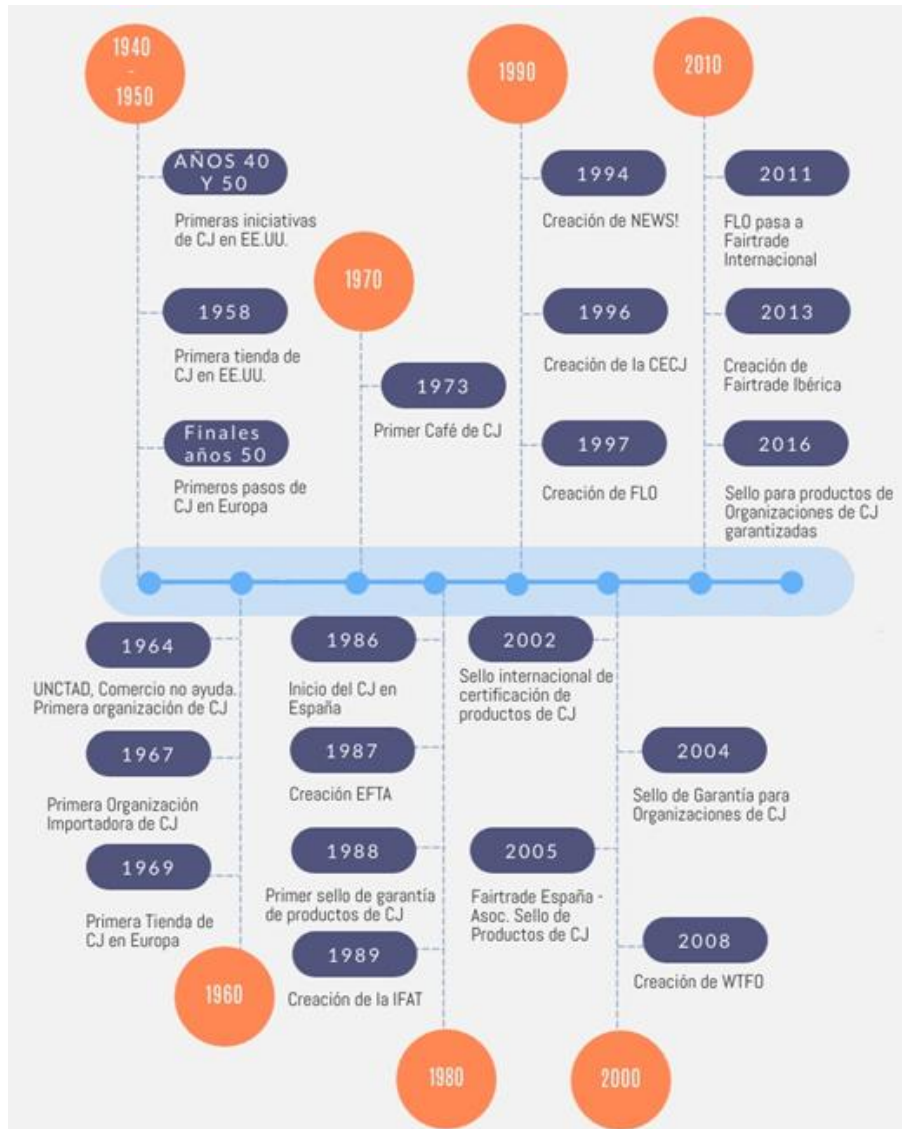 1940
-
1950
AÑOS 40
Y 50
Primeras iniciativas
de CJ en EE.UU.
1958
Primera tienda de
CJ en EE.UU.
Finales
años 50
Primeros pasos de
CJ en Europa
1970
1973
Primer Café de CJ
1990
1994
Creación de NEWS!
1996
Creación de la CECJ
1997
Creación de FLO
2010
2011
FLO pasa a
Fairtrade
Internacional
2013
Creación de
Fairtrade Ibérica
2016
Sello para productos de
Organizaciones de CJ
garantizadas
1964
UNCTAD, Comercio no ayuda.
Primera organización de CJ
1967
Primera Organización
Importadora de CJ
1969
Primera Tienda de
CJ en Europa
1960
1986
Inicio del CJ en
España
1987
Creación EFTA
1988
Primer sello de garantía
de productos de CJ
1989
Creación de la IFAT
1980
2002
Sello internacional de
certificación de
productos de CJ
2004
Sello de Garantía para
Organizaciones de CJ
2005
Fairtrade España -
Asoc. Sello de
Productos de CJ
2008
Creación de WTFO
2000